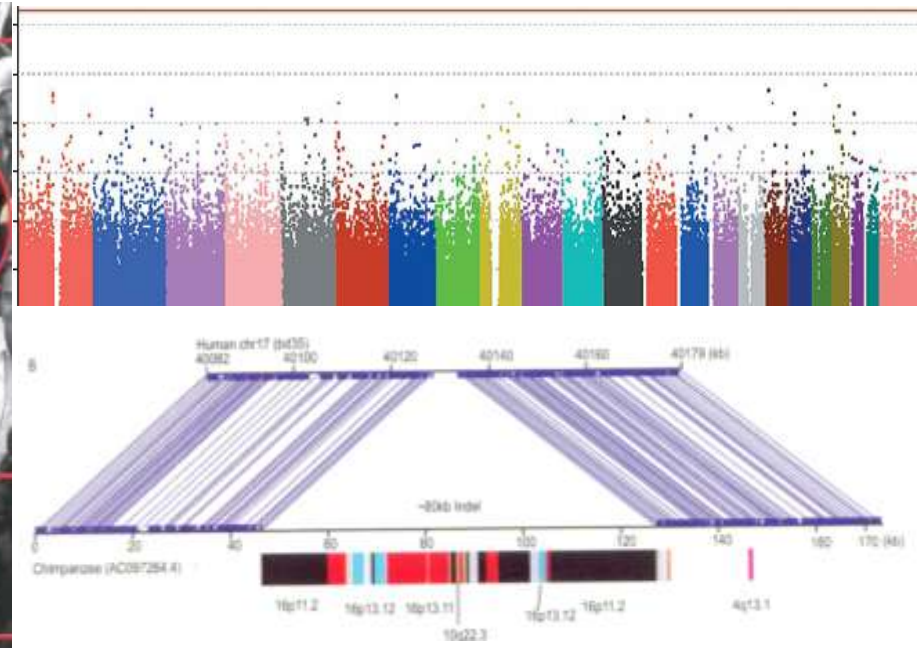 B
Human chr17 (bd35)
40082 40100 40120 40140 40160 40179 (kb)
~80kb Indel
0 20 40 60 80 100 120 140 160 170 (kb)
Chimpanzee (AC097264.4)
16p11.2 16p13.12 16p13.11 16p13.12 16p11.2 4q13.1
10q22.3